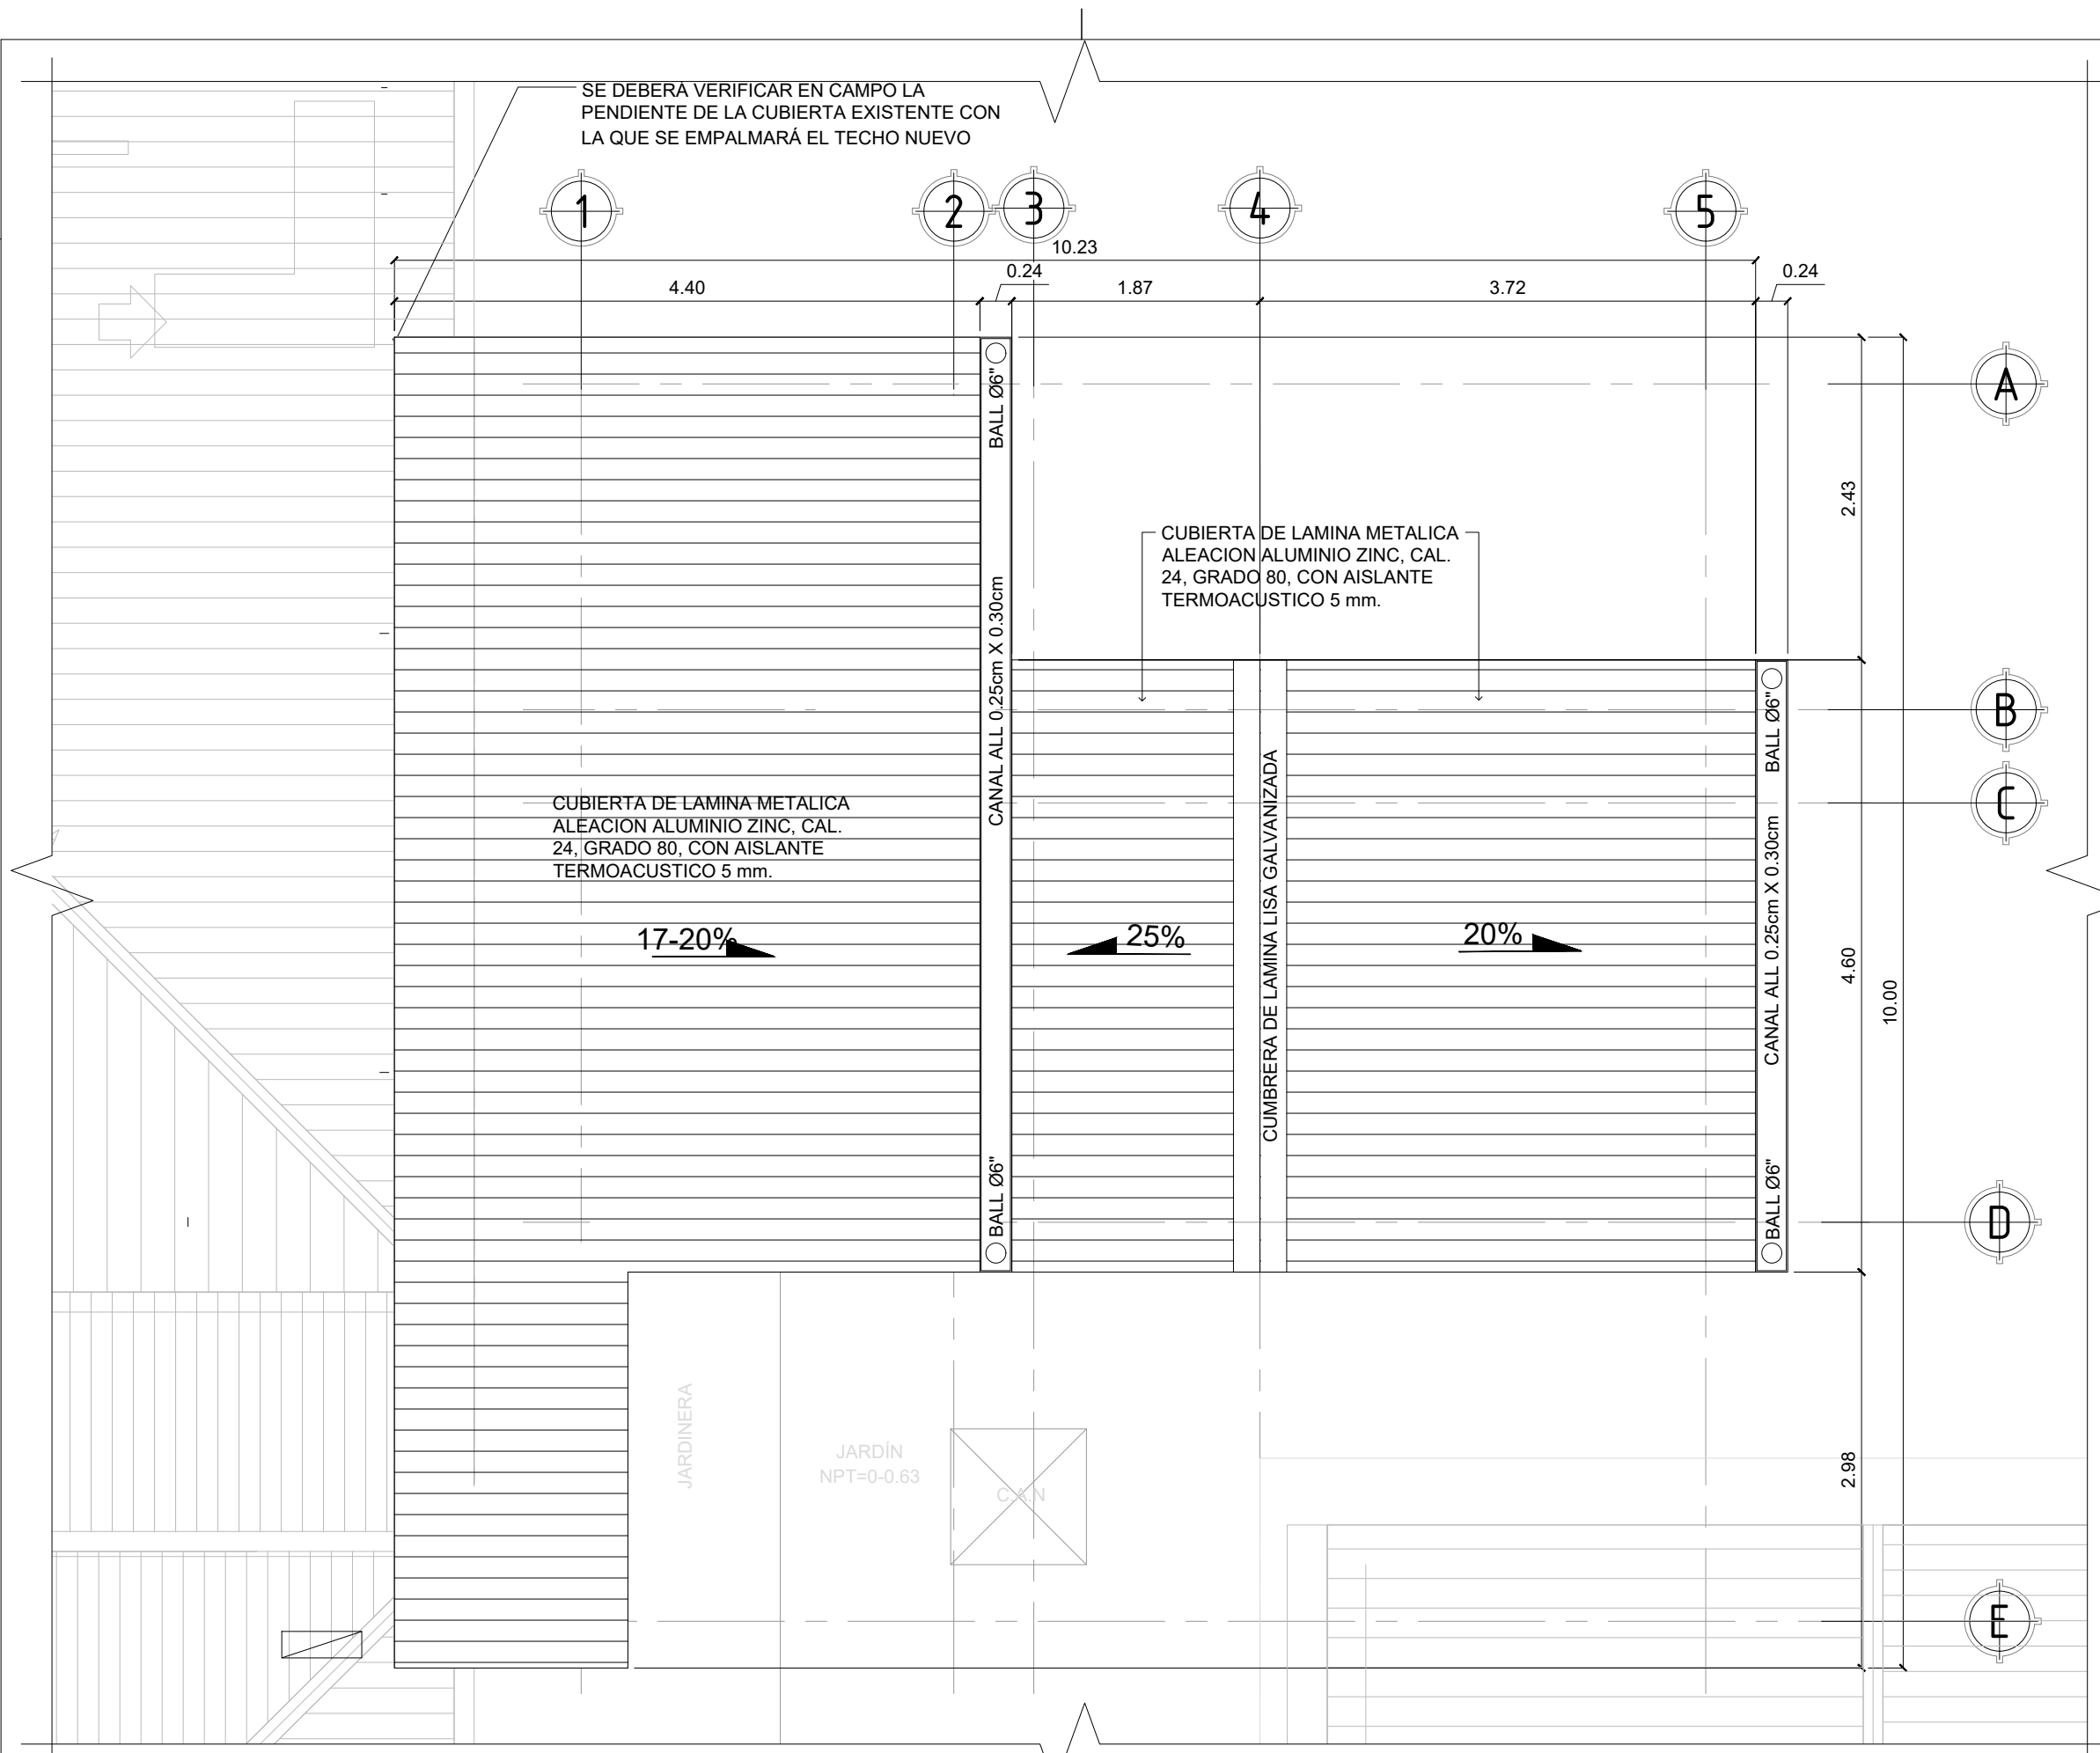 SE DEBERÁ VERIFICAR EN CAMPO LA
PENDIENTE DE LA CUBIERTA EXISTENTE CON
LA QUE SE EMPALMARÁ EL TECHO NUEVO
1
2
3
4
5
10.23
4.40
0.24
1.87
3.72
0.24
A
B
C
D
E
2.43
4.60
10.00
2.98
BALL Ø6"
CANAL ALL 0.25cm X 0.30cm
BALL Ø6"
CUBIERTA DE LAMINA METALICA
ALEACION ALUMINIO ZINC, CAL.
24, GRADO 80, CON AISLANTE
TERMOACUSTICO 5 mm.
CUBIERTA DE LAMINA METALICA
ALEACION ALUMINIO ZINC, CAL.
24, GRADO 80, CON AISLANTE
TERMOACUSTICO 5 mm.
CUMBRERA DE LAMINA LISA GALVANIZADA
BALL Ø6"
CANAL ALL 0.25cm X 0.30cm
BALL Ø6"
17-20%
25%
20%
JARDINERA
JARDÍN
NPT=0-0.63
C.A.N